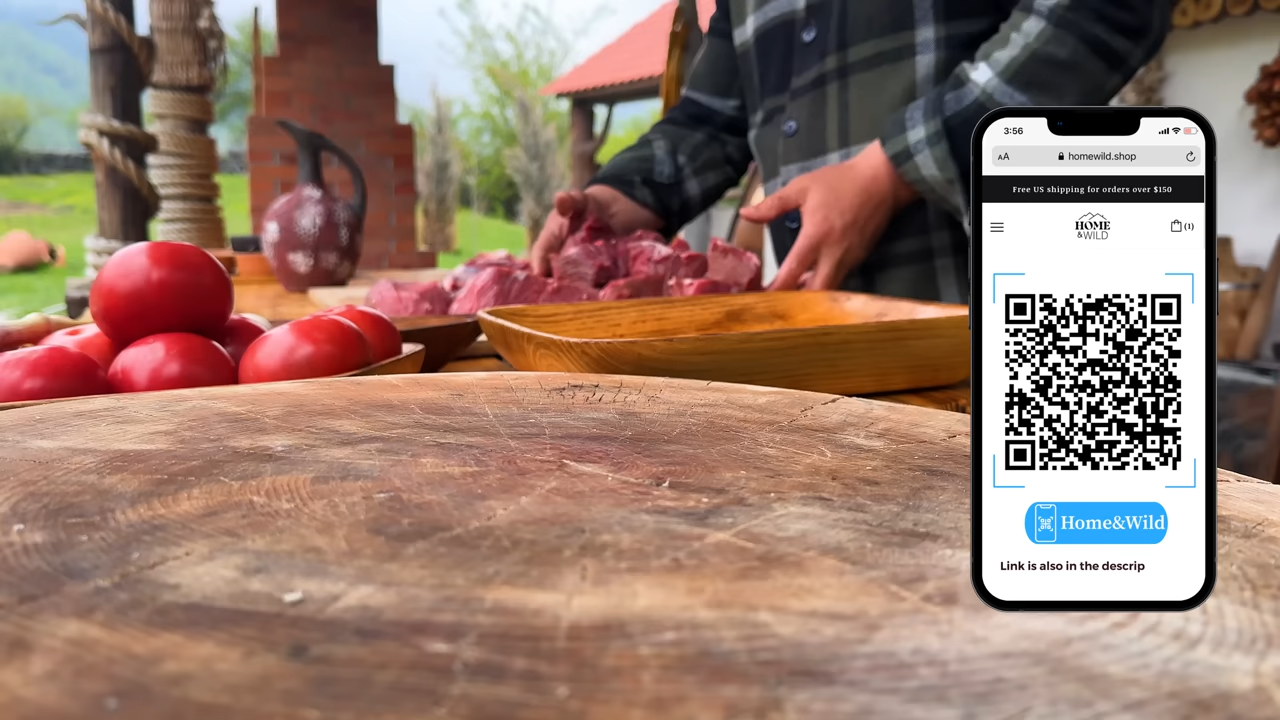 3:56
AA homewild.shop
Free US shipping for orders over $150
HOME
&WILD
(1)
Home&Wild
Link is also in the descrip